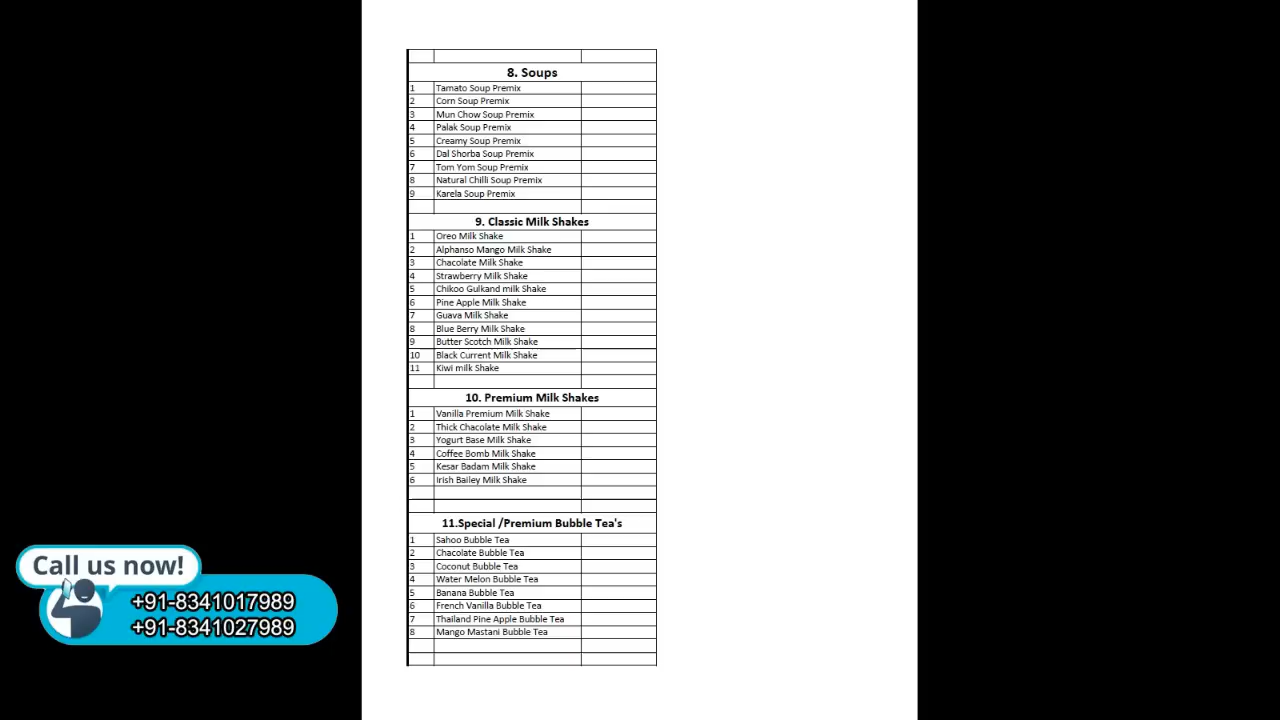 8. Soups
1 Tamato Soup Premix
2 Corn Soup Premix
3 Mun Chow Soup Premix
4 Palak Soup Premix
5 Creamy Soup Premix
6 Dal Shorba Soup Premix
7 Tom Yom Soup Premix
8 Natural Chilli Soup Premix
9 Karela Soup Premix
9. Classic Milk Shakes
1 Oreo Milk Shake
2 Alphanso Mango Milk Shake
3 Chacolate Milk Shake
4 Strawberry Milk Shake
5 Chikoo Gulkand milk Shake
6 Pine Apple Milk Shake
7 Guava Milk Shake
8 Blue Berry Milk Shake
9 Butter Scotch Milk Shake
10 Black Current Milk Shake
11 Kiwi milk Shake
10. Premium Milk Shakes
1 Vanilla Premium Milk Shake
2 Thick Chacolate Milk Shake
3 Yogurt Base Milk Shake
4 Coffee Bomb Milk Shake
5 Kesar Badam Milk Shake
6 Irish Bailey Milk Shake
11.Special /Premium Bubble Tea's
1 Sahoo Bubble Tea
2 Chacolate Bubble Tea
3 Coconut Bubble Tea
4 Water Melon Bubble Tea
5 Banana Bubble Tea
6 French Vanilla Bubble Tea
7 Thailand Pine Apple Bubble Tea
8 Mango Mastani Bubble Tea
Call us now!
+91-8341017989
+91-8341027989